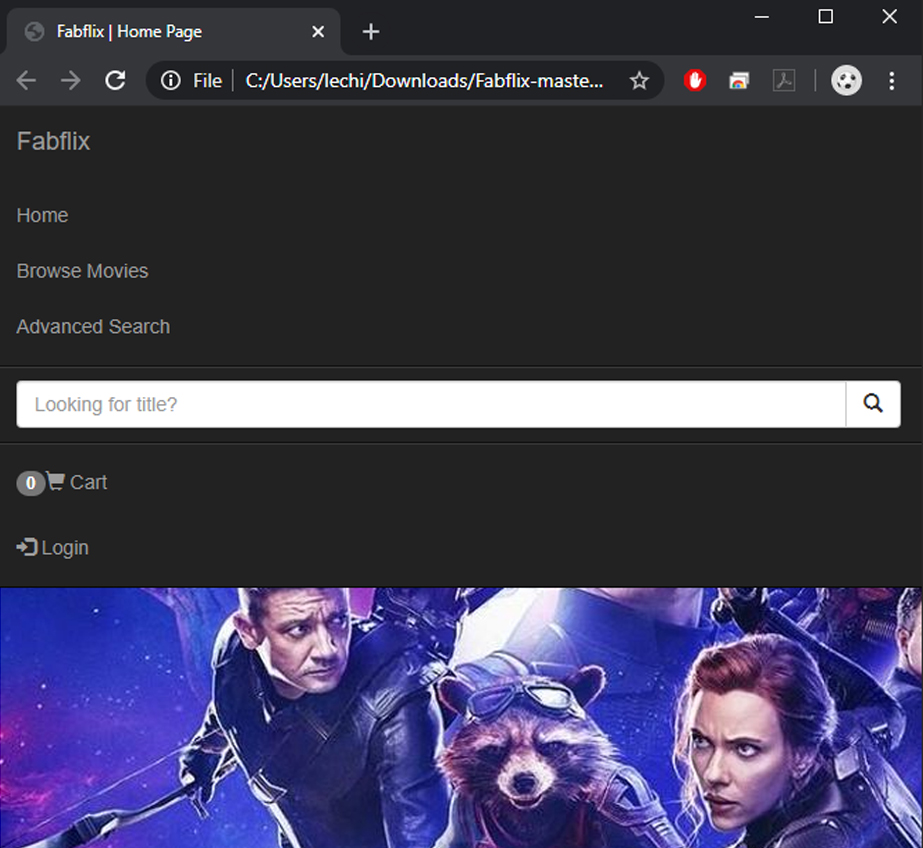 Fabflix | Home Page
File
C:/Users/lechi/Downloads/Fabflix-maste...
Fabflix
Home
Browse Movies
Advanced Search
Looking for title?
0 Cart
Login